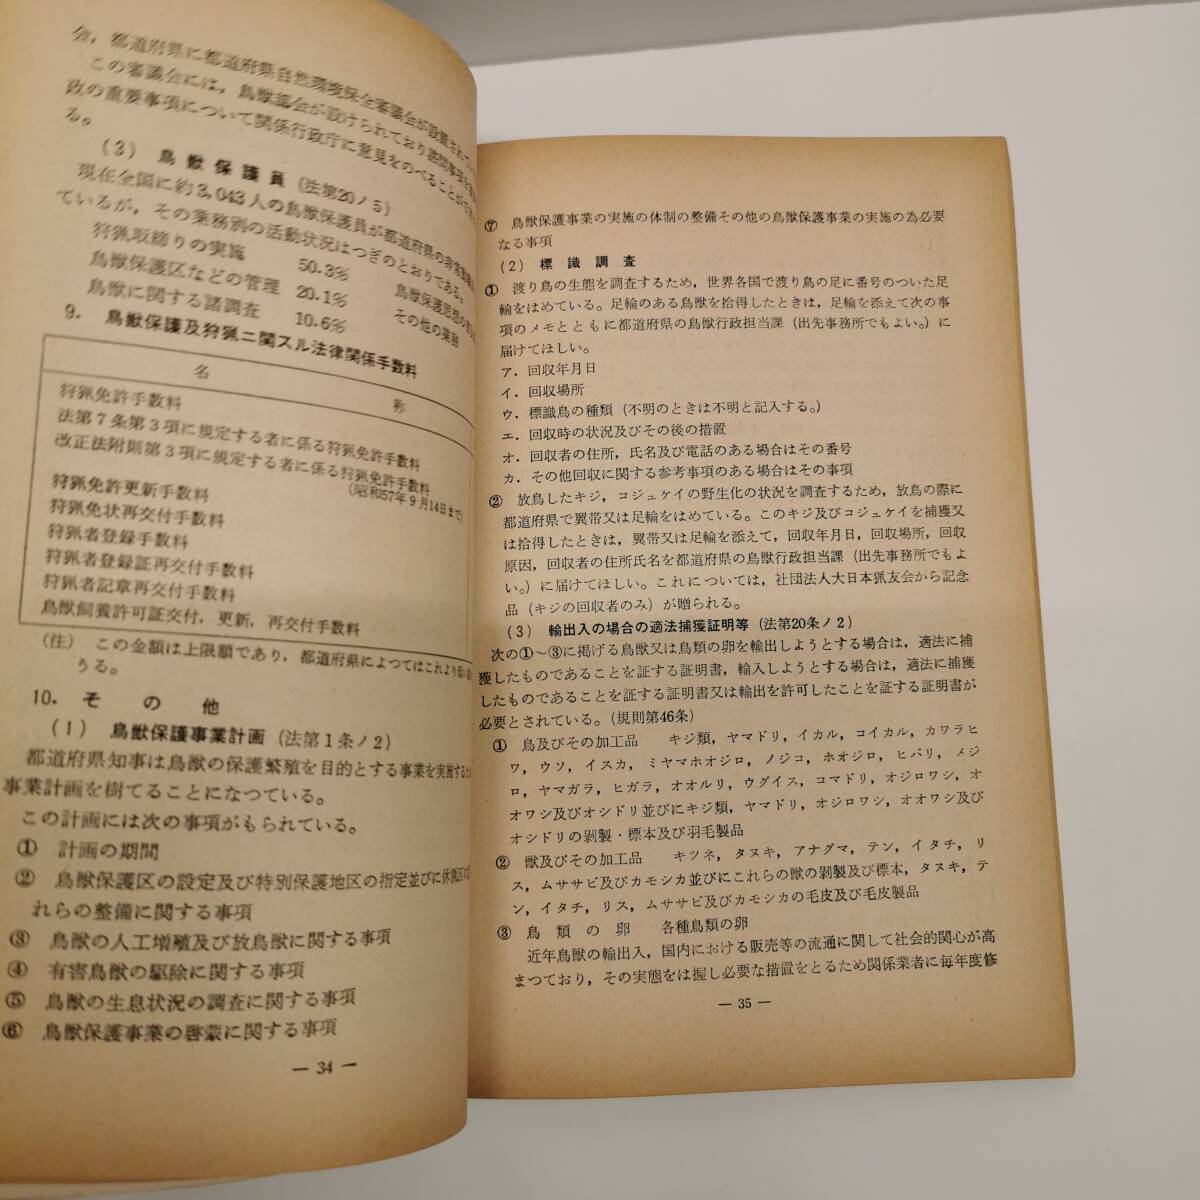 会，都道府県に都道府県自然環境保全審議会が設置されてい
この審議会には，鳥獣部会が設けられており諮問事項を
政の重要事項について関係行政庁に意見をのべることができ
る。
(3) 鳥獣保護員 (法第20ノ5)
現在全国に約3,043人の鳥獣保護員が都道府県の非常勤職員
ているが，その業務別の活動状況はつぎのとおりである。
狩猟取締りの実施 50.3%　鳥獣保護思想の
鳥獣保護区などの管理 20.1%　その他の業務
鳥獣に関する諸調査 10.6%
9. 鳥獣保護及狩猟ニ関スル法律関係手数料
名　称
狩猟免許手数料
法第7条第3項に規定する者に係る狩猟免許手数料
改正法附則第3項に規定する者に係る狩猟免許手数料
(昭和57年9月14日まで)
狩猟免許更新手数料
狩猟免状再交付手数料
狩猟者登録手数料
狩猟者登録証再交付手数料
狩猟者記章再交付手数料
鳥獣飼養許可証交付，更新，再交付手数料
(注) この金額は上限額であり，都道府県によつてはこれより低い
うる。
10. その他
(1) 鳥獣保護事業計画 (法第1条ノ2)
都道府県知事は鳥獣の保護繁殖を目的とする事業を実施するため
事業計画を樹てることになつている。
この計画には次の事項がもられている。
① 計画の期間
② 鳥獣保護区の設定及び特別保護地区の指定並びに休猟区の
れらの整備に関する事項
③ 鳥獣の人工増殖及び放鳥獣に関する事項
④ 有害鳥獣の駆除に関する事項
⑤ 鳥獣の生息状況の調査に関する事項
⑥ 鳥獣保護事業の啓蒙に関する事項
— 34 —
⑦ 鳥獣保護事業の実施の体制の整備その他の鳥獣保護事業の実施の為必要
なる事項
(2) 標識調査
① 渡り鳥の生態を調査するため，世界各国で渡り鳥の足に番号のついた足
輪をはめている。足輪のある鳥獣を拾得したときは，足輪を添えて次の事
項のメモとともに都道府県の鳥獣行政担当課（出先事務所でもよい。）に
届けてほしい。
ア．回収年月日
イ．回収場所
ウ．標識鳥の種類（不明のときは不明と記入する。）
エ．回収時の状況及びその後の措置
オ．回収者の住所，氏名及び電話のある場合はその番号
カ．その他回収に関する参考事項のある場合はその事項
② 放鳥したキジ，コジュケイの野生化の状況を調査するため，放鳥の際に
都道府県で翼帯又は足輪をはめている。このキジ及びコジュケイを捕獲又
は拾得したときは，翼帯又は足輪を添えて，回収年月日，回収場所，回収
原因，回収者の住所氏名を都道府県の鳥獣行政担当課（出先事務所でもよ
い。）に届けてほしい。これについては，社団法人大日本猟友会から記念
品（キジの回収者のみ）が贈られる。
(3) 輸出入の場合の適法捕獲証明等（法第20条ノ2）
次の①〜③に掲げる鳥獣又は鳥類の卵を輸出しようとする場合は，適法に捕
獲したものであることを証する証明書，輸入しようとする場合は，適法に捕獲
したものであることを証する証明書又は輸出を許可したことを証する証明書が
必要とされている。（規則第46条）
① 鳥及びその加工品　キジ類，ヤマドリ，イカル，コイカル，カワラヒ
ワ，ウソ，イスカ，ミヤマホオジロ，ノジコ，ホオジロ，ヒバリ，メジ
ロ，ヤマガラ，ヒガラ，オオルリ，ウグイス，コマドリ，オジロワシ，オ
オワシ及びオシドリ並びにキジ類，ヤマドリ，オジロワシ，オオワシ及び
オシドリの剥製・標本及び羽毛製品
② 獣及びその加工品　キツネ，タヌキ，アナグマ，テン，イタチ，リ
ス，ムササビ及びカモシカ並びにこれらの獣の剥製及び標本，タヌキ，テ
ン，イタチ，リス，ムササビ及びカモシカの毛皮及び毛皮製品
③ 鳥類の卵　各種鳥類の卵
近年鳥獣の輸出入，国内における販売等の流通に関して社会的関心が高
まつており，その実態をは握し必要な措置をとるため関係業者に毎年度修
— 35 —